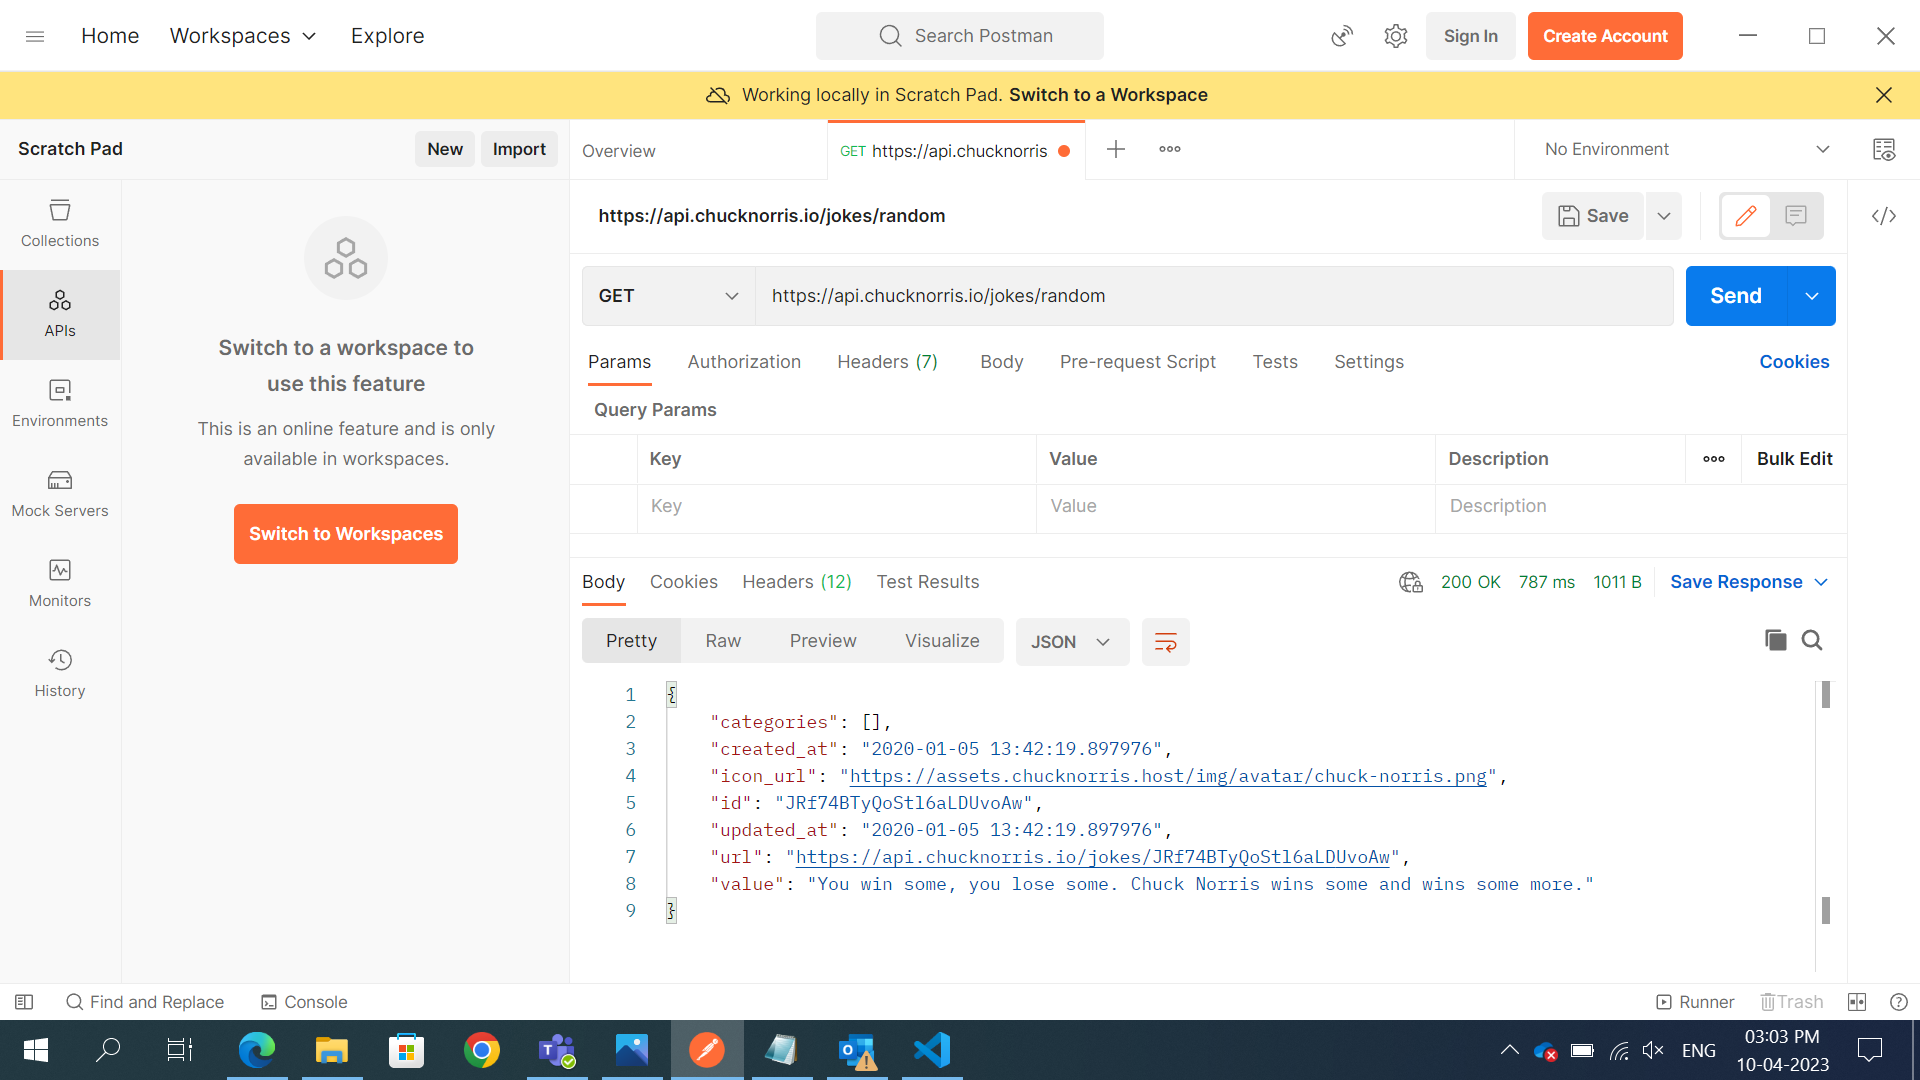 Home Workspaces Explore Search Postman Sign In Create Account
Working locally in Scratch Pad. Switch to a Workspace
Scratch Pad New Import Overview GET https://api.chucknorris No Environment
Collections
APIs
Environments
Mock Servers
Monitors
History
Switch to a workspace to
use this feature
This is an online feature and is only
available in workspaces.
Switch to Workspaces
https://api.chucknorris.io/jokes/random Save
GET https://api.chucknorris.io/jokes/random Send
Params Authorization Headers (7) Body Pre-request Script Tests Settings Cookies
Query Params
Key Value Description Bulk Edit
Key Value Description
Body Cookies Headers (12) Test Results 200 OK 787 ms 1011 B Save Response
Pretty Raw Preview Visualize JSON
1 {
2 "categories": [],
3 "created_at": "2020-01-05 13:42:19.897976",
4 "icon_url": "https://assets.chucknorris.host/img/avatar/chuck-norris.png",
5 "id": "JRf74BTyQoStl6aLDUvoAw",
6 "updated_at": "2020-01-05 13:42:19.897976",
7 "url": "https://api.chucknorris.io/jokes/JRf74BTyQoStl6aLDUvoAw",
8 "value": "You win some, you lose some. Chuck Norris wins some and wins some more."
9 }
Find and Replace Console Runner Trash
ENG 03:03 PM
10-04-2023